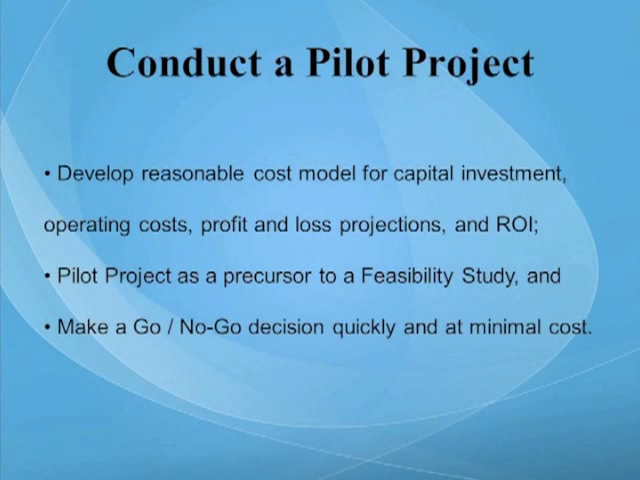 Conduct a Pilot Project
• Develop reasonable cost model for capital investment,
operating costs, profit and loss projections, and ROI;
• Pilot Project as a precursor to a Feasibility Study, and
• Make a Go / No-Go decision quickly and at minimal cost.